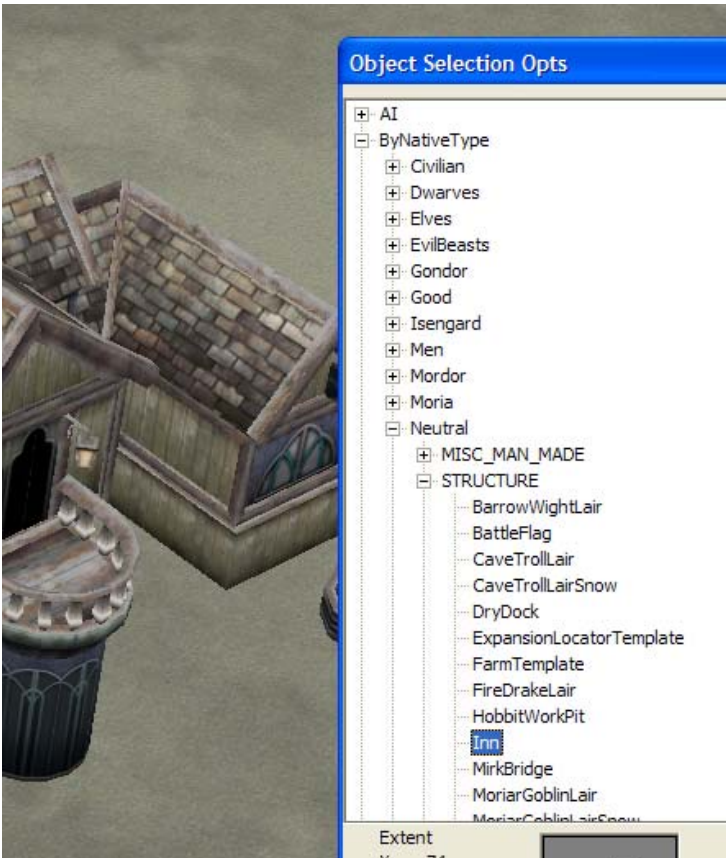 Object Selection Opts
AI
ByNativeType
Civilian
Dwarves
Elves
EvilBeasts
Gondor
Good
Isengard
Men
Mordor
Moria
Neutral
MISC_MAN_MADE
STRUCTURE
BarrowWightLair
BattleFlag
CaveTrollLair
CaveTrollLairSnow
DryDock
ExpansionLocatorTemplate
FarmTemplate
FireDrakeLair
HobbitWorkPit
Inn
MirkBridge
MoriarGoblinLair
MoriarGoblinLairSnow
Extent